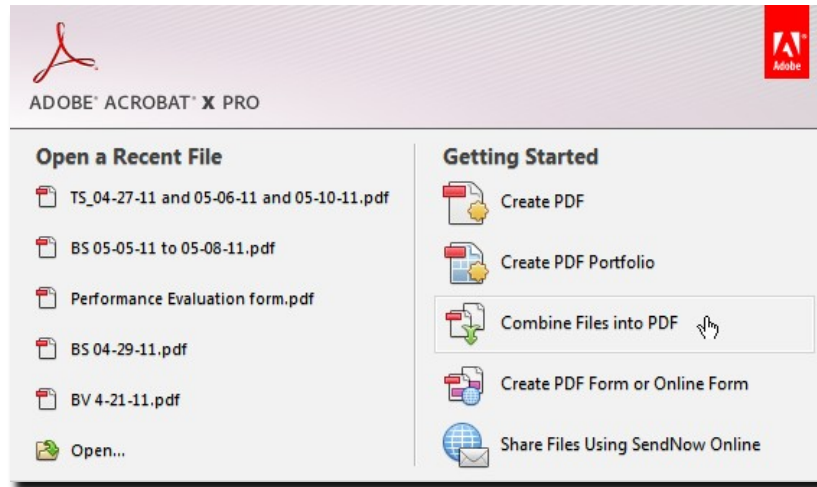 Adobe
ADOBE® ACROBAT® X PRO
Open a Recent File
TS_04-27-11 and 05-06-11 and 05-10-11.pdf
BS 05-05-11 to 05-08-11.pdf
Performance Evaluation form.pdf
BS 04-29-11.pdf
BV 4-21-11.pdf
Open...
Getting Started
Create PDF
Create PDF Portfolio
Combine Files into PDF
Create PDF Form or Online Form
Share Files Using SendNow Online